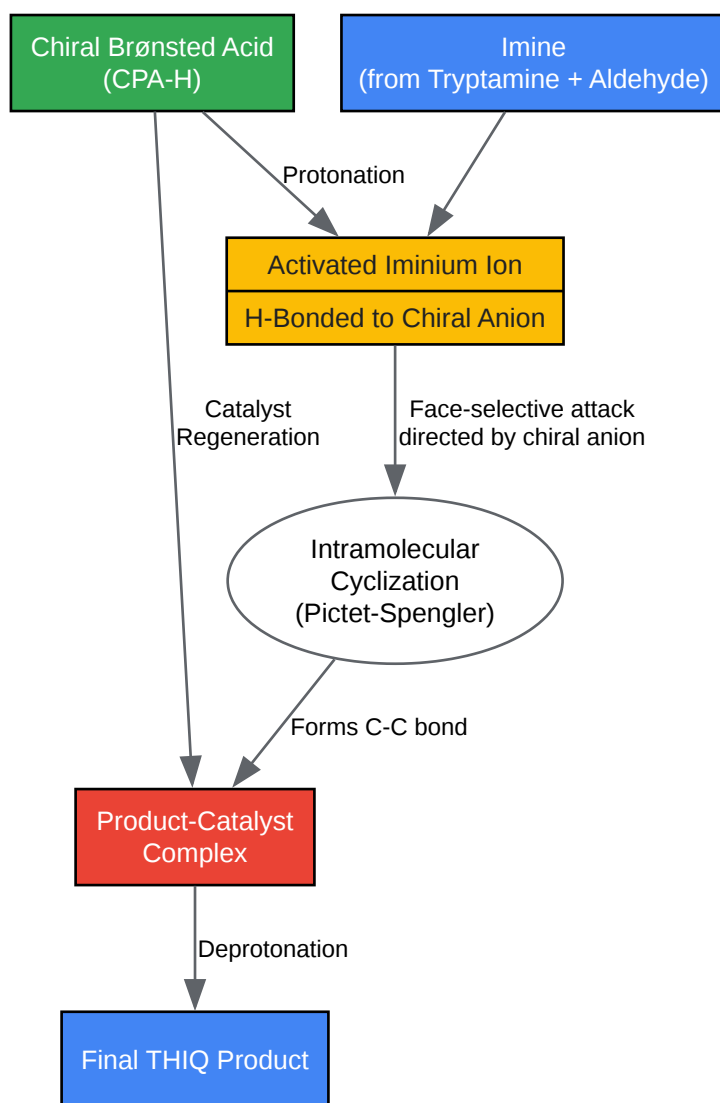 Chiral Brønsted Acid
(CPA-H)
Imine
(from Tryptamine + Aldehyde)
Protonation
Activated Iminium Ion
H-Bonded to Chiral Anion
Catalyst
Regeneration
Face-selective attack
directed by chiral anion
Intramolecular
Cyclization
(Pictet-Spengler)
Forms C-C bond
Product-Catalyst
Complex
Deprotonation
Final THIQ Product